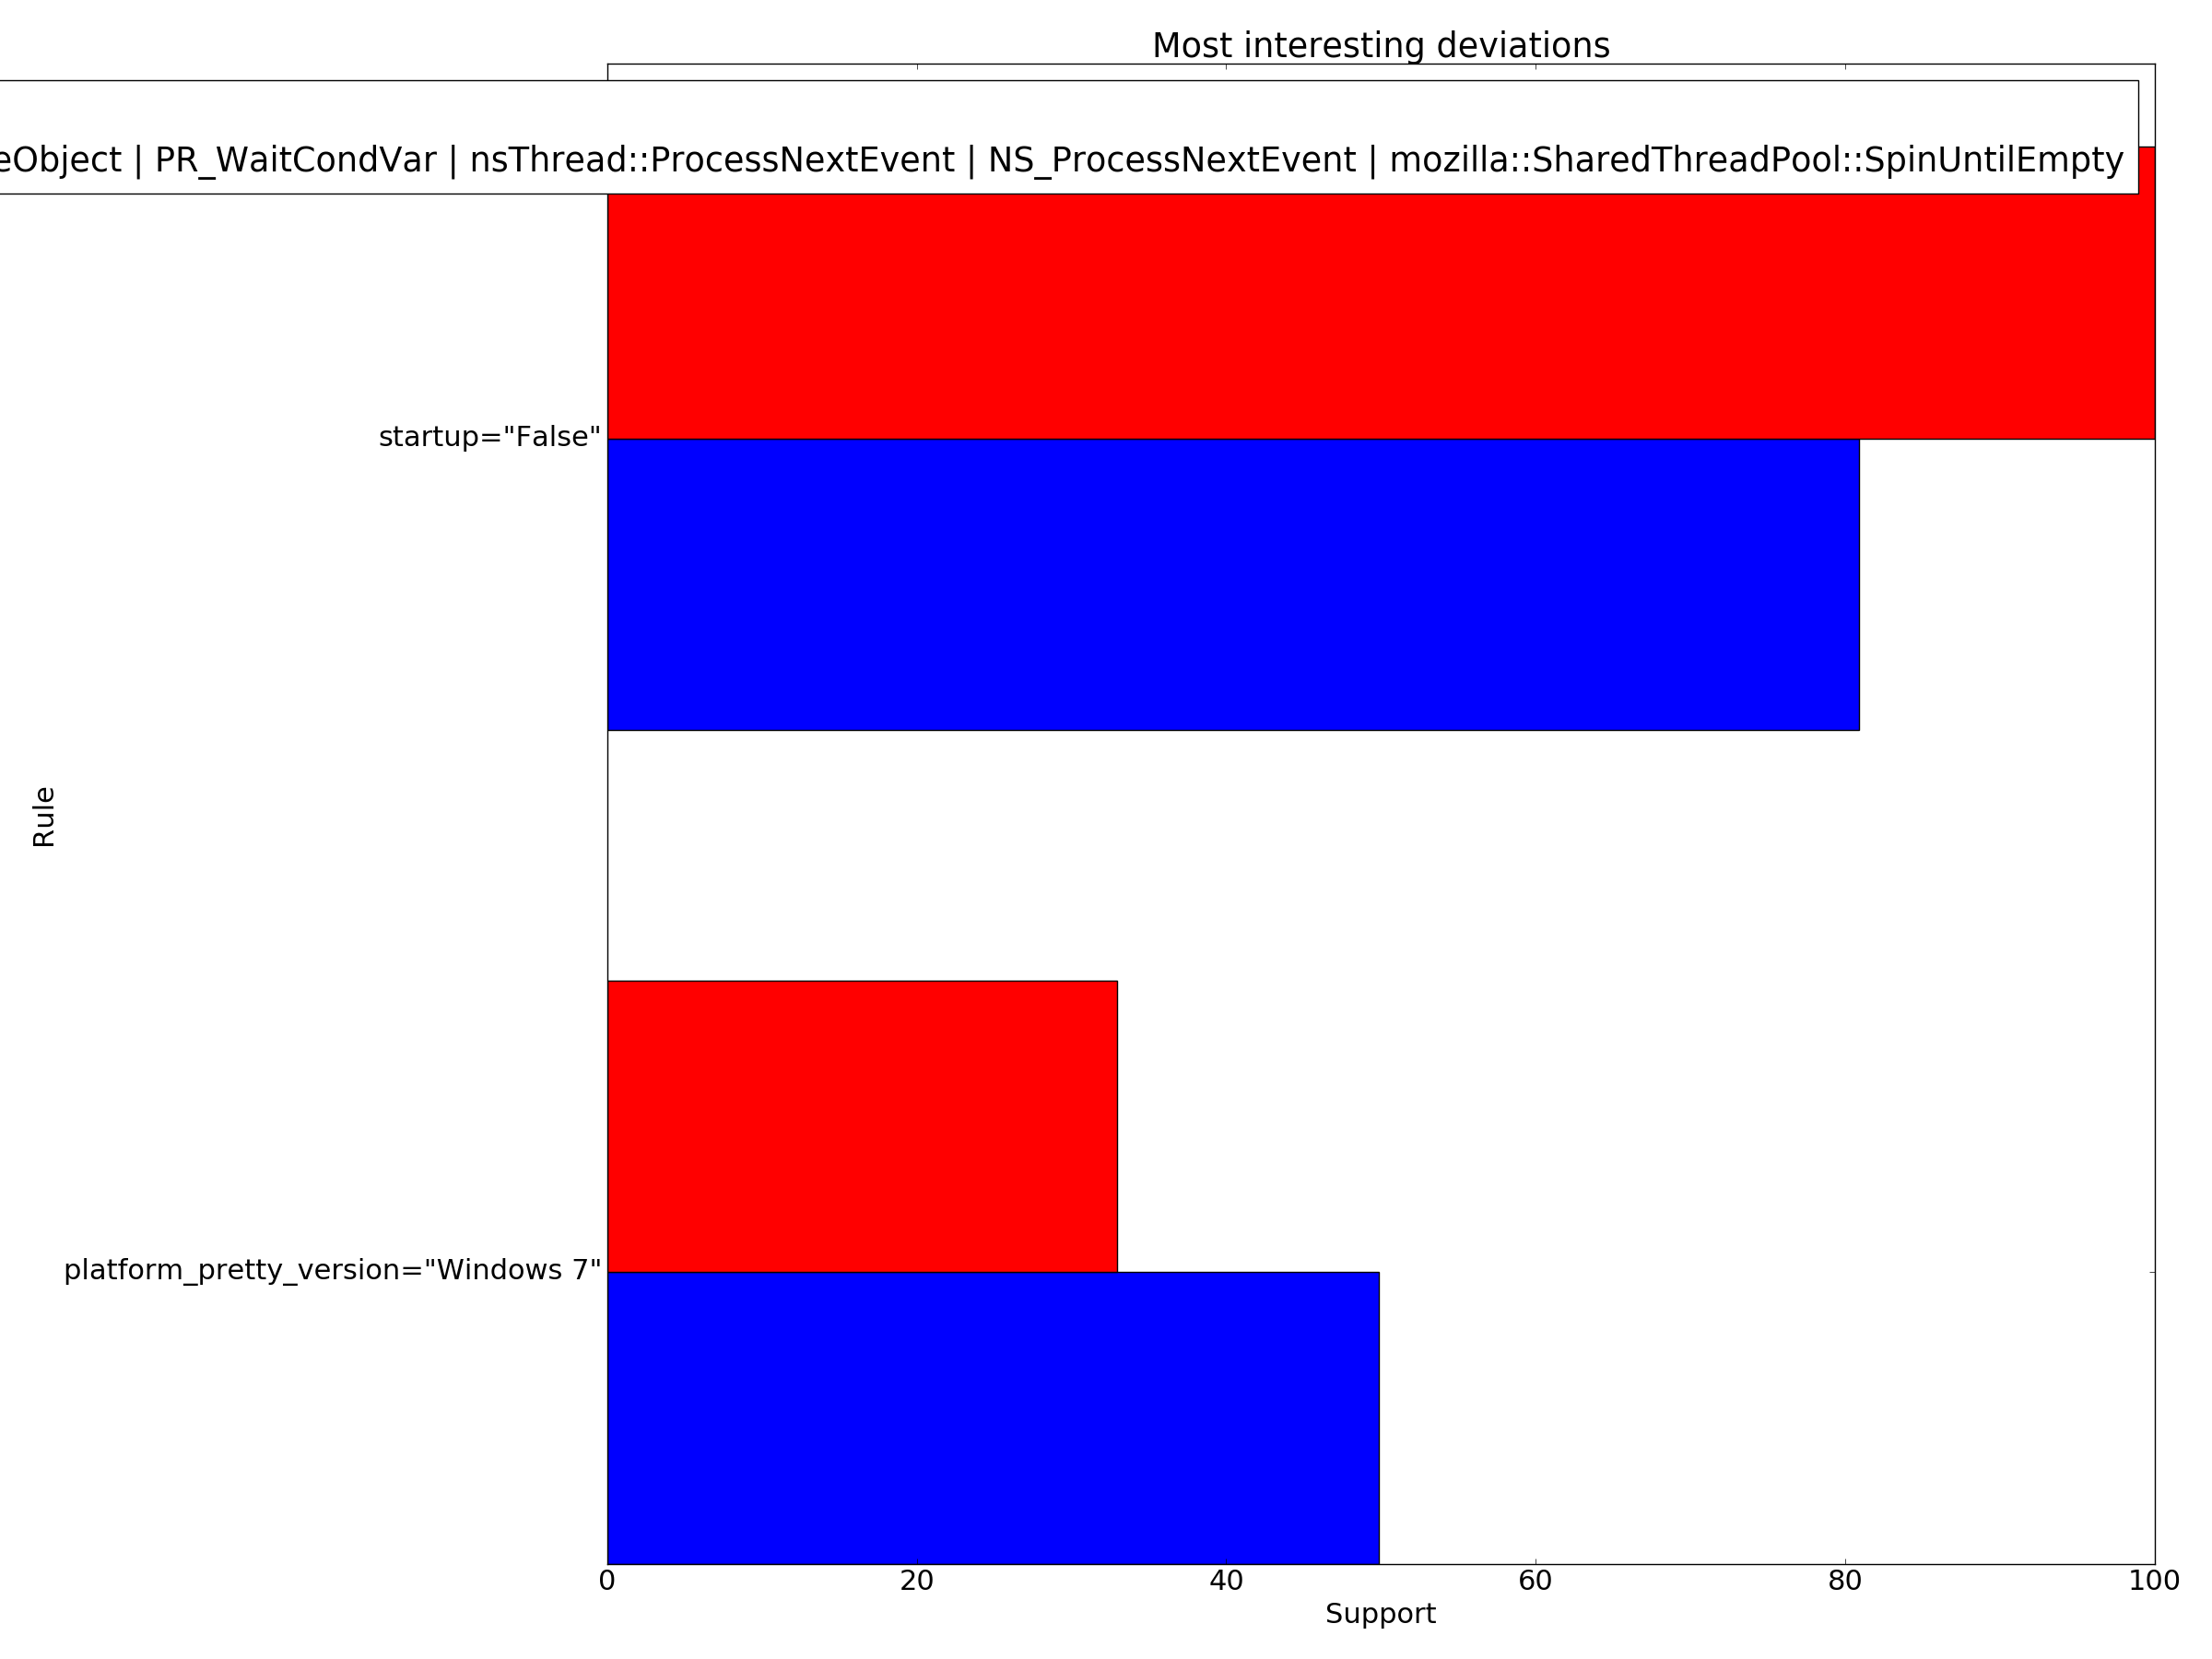 Most interesting deviations
| PR_WaitCondVar | nsThread::ProcessNextEvent | NS_ProcessNextEvent | mozilla::SharedThreadPool::SpinUntilEmpty
startup="False"
Rule
platform_pretty_version="Windows 7"
0 20 40 60 80 100
Support